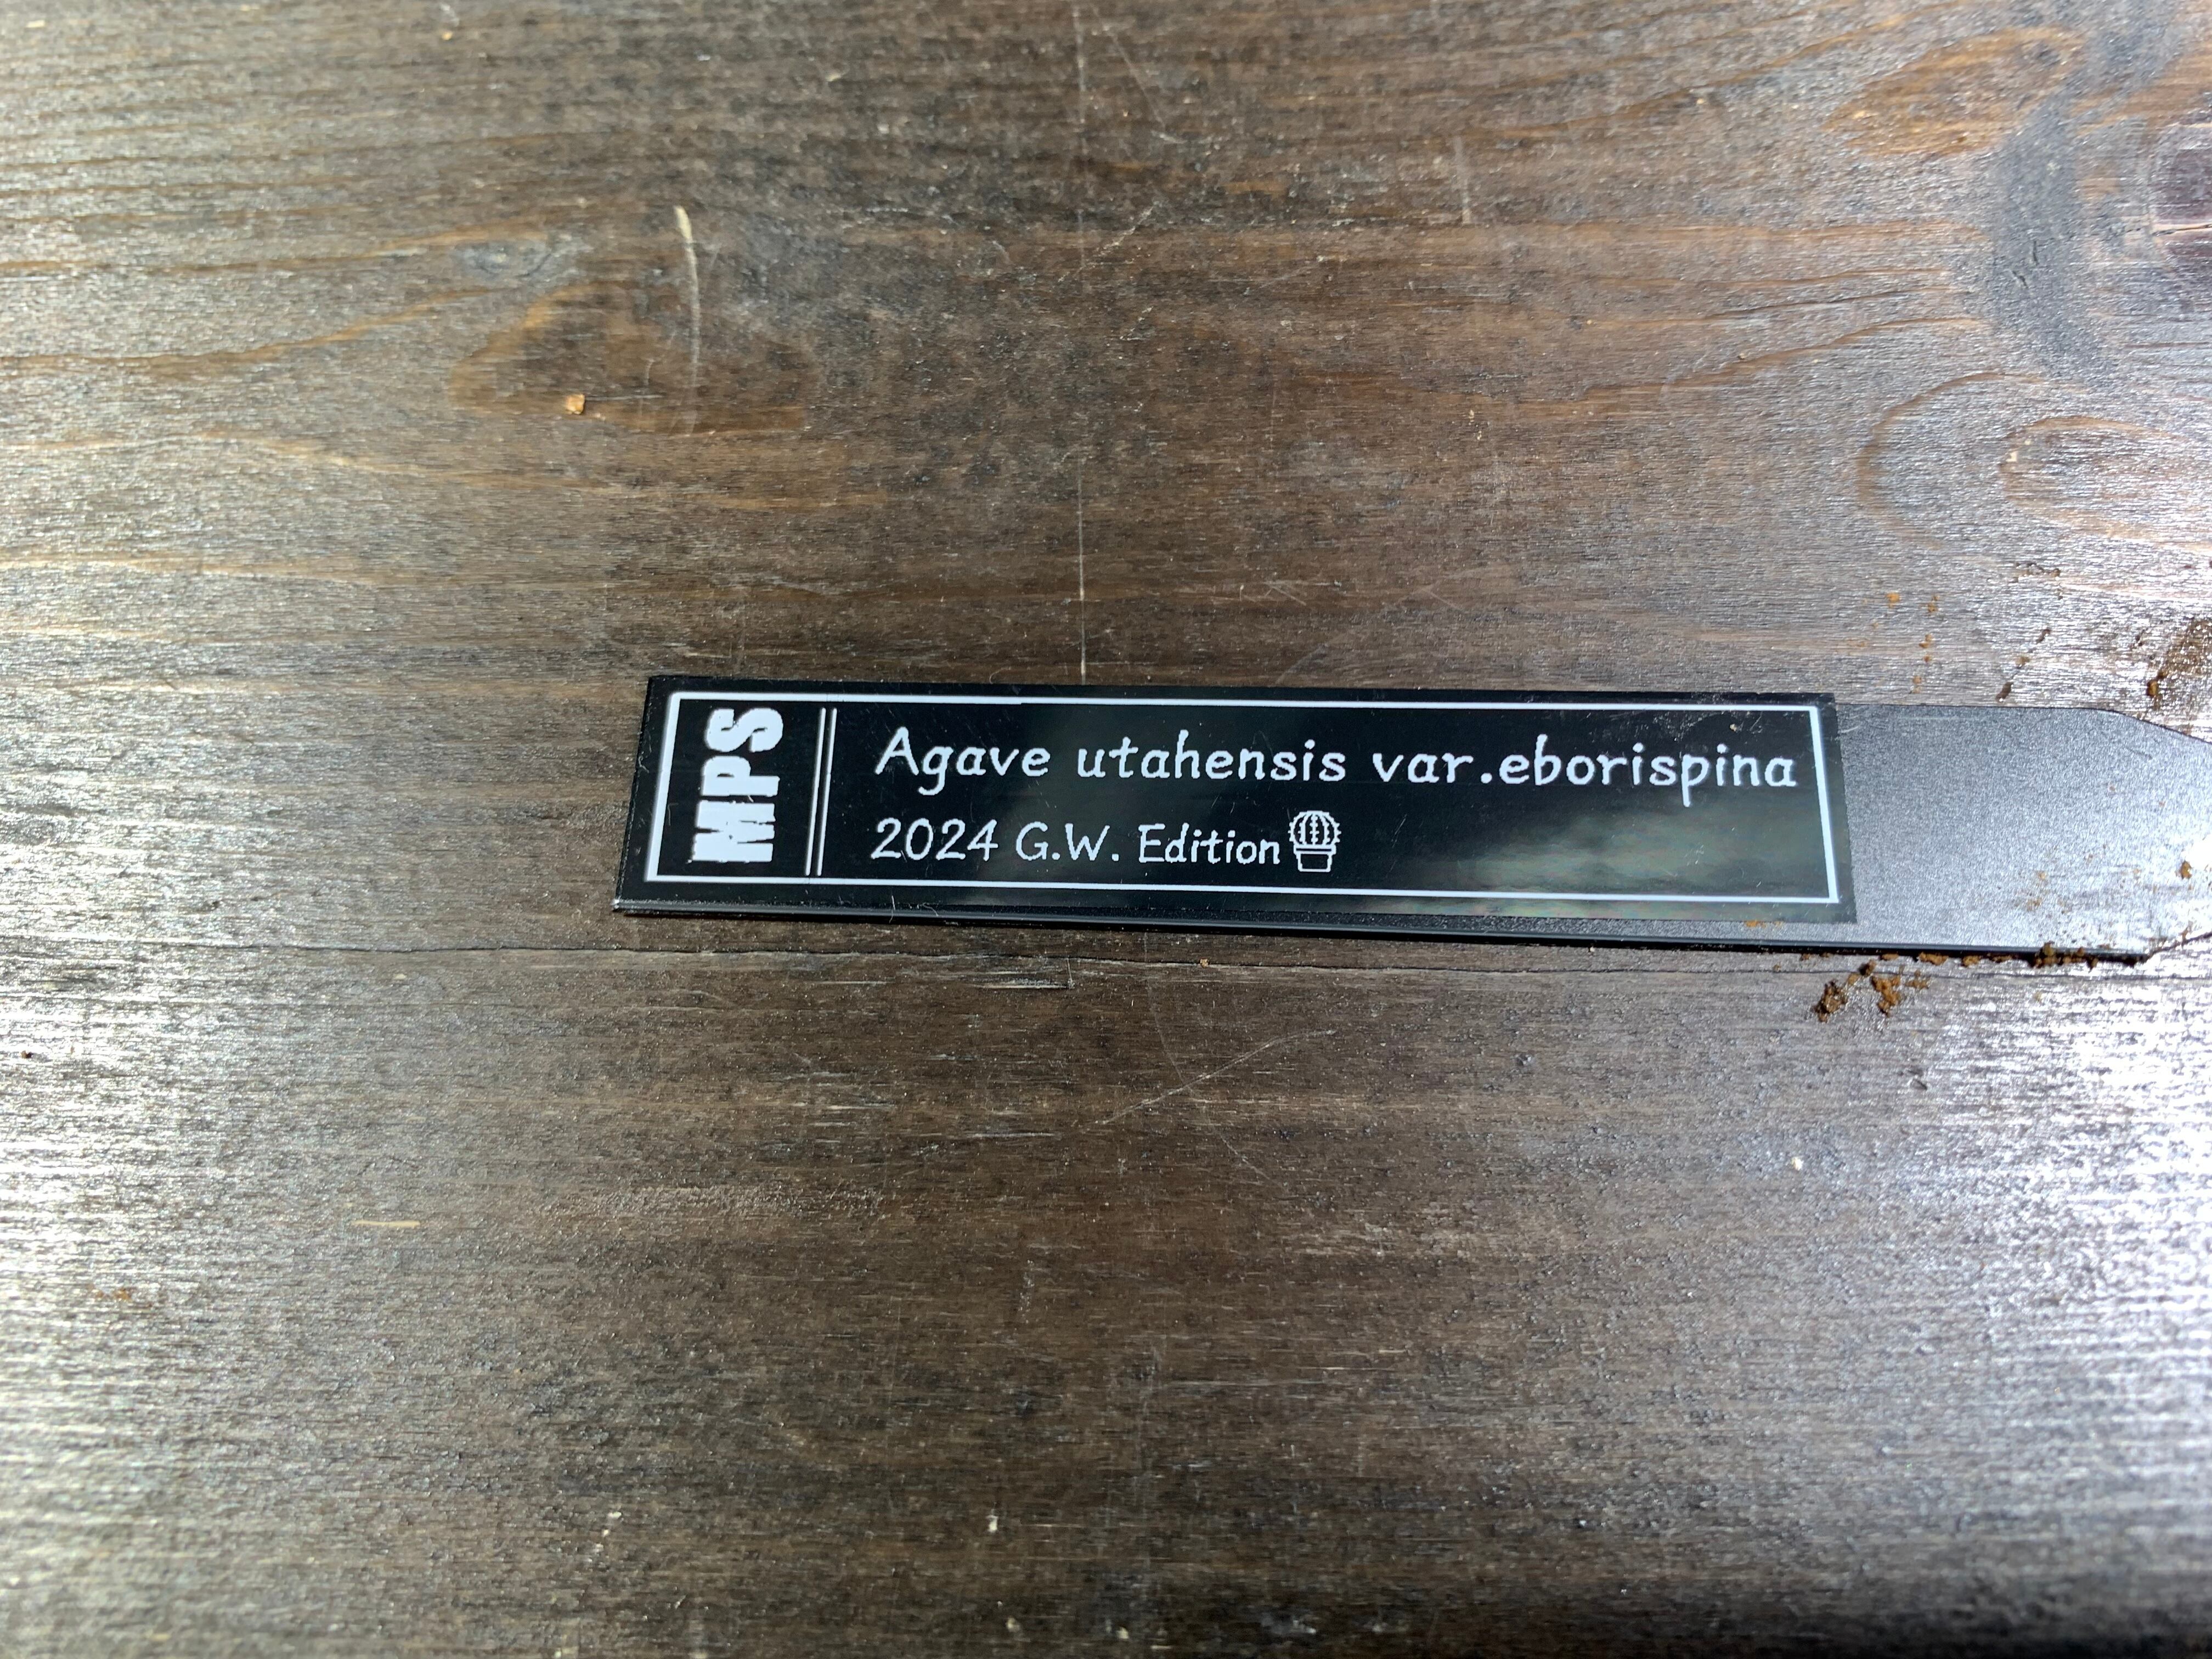 MPS
Agave utahensis var.eborispina
2024 G.W. Edition